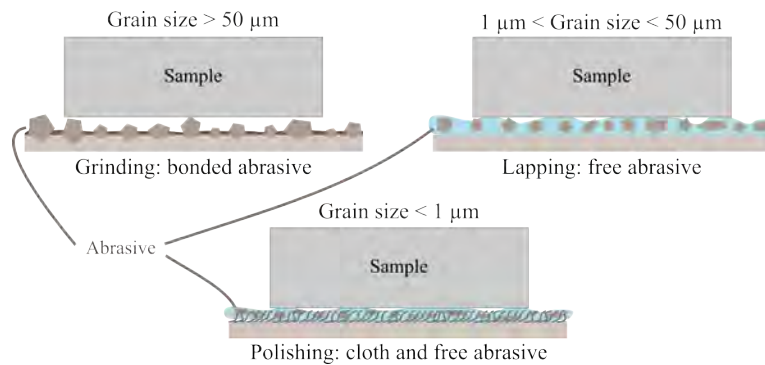 Grain size > 50 µm
Sample
Grinding: bonded abrasive
1 µm < Grain size < 50 µm
Sample
Lapping: free abrasive
Abrasive
Grain size < 1 µm
Sample
Polishing: cloth and free abrasive